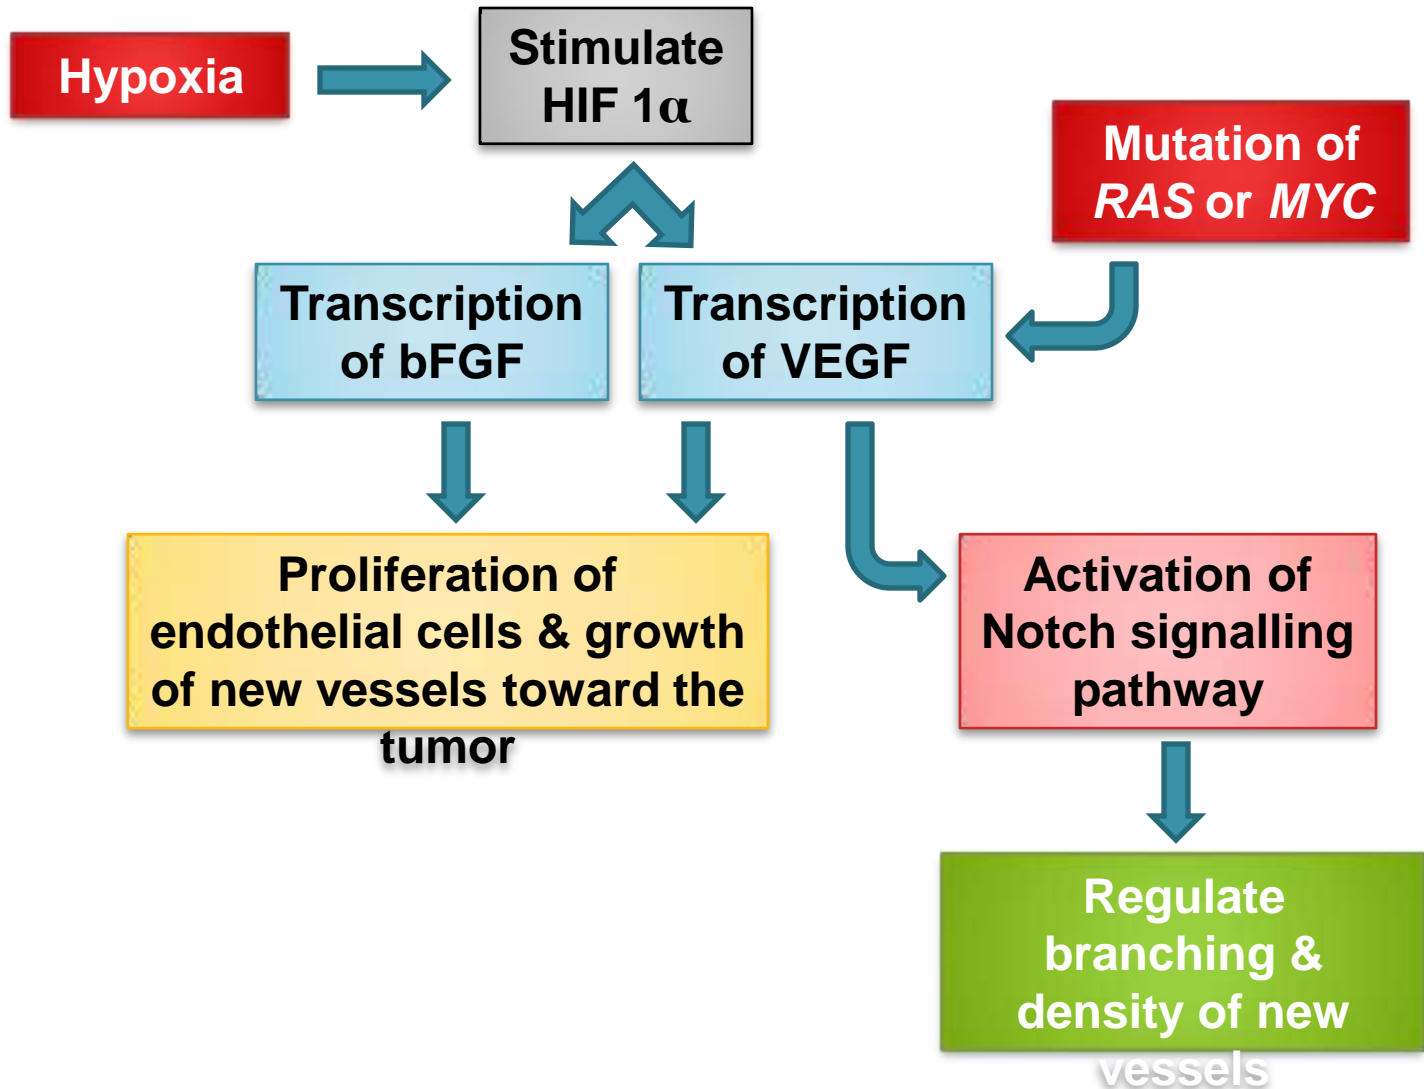 Hypoxia
Stimulate
HIF 1α
Mutation of
RAS or MYC
Transcription
of bFGF
Transcription
of VEGF
Proliferation of
endothelial cells & growth
of new vessels toward the
tumor
Activation of
Notch signalling
pathway
Regulate
branching &
density of new
vessels